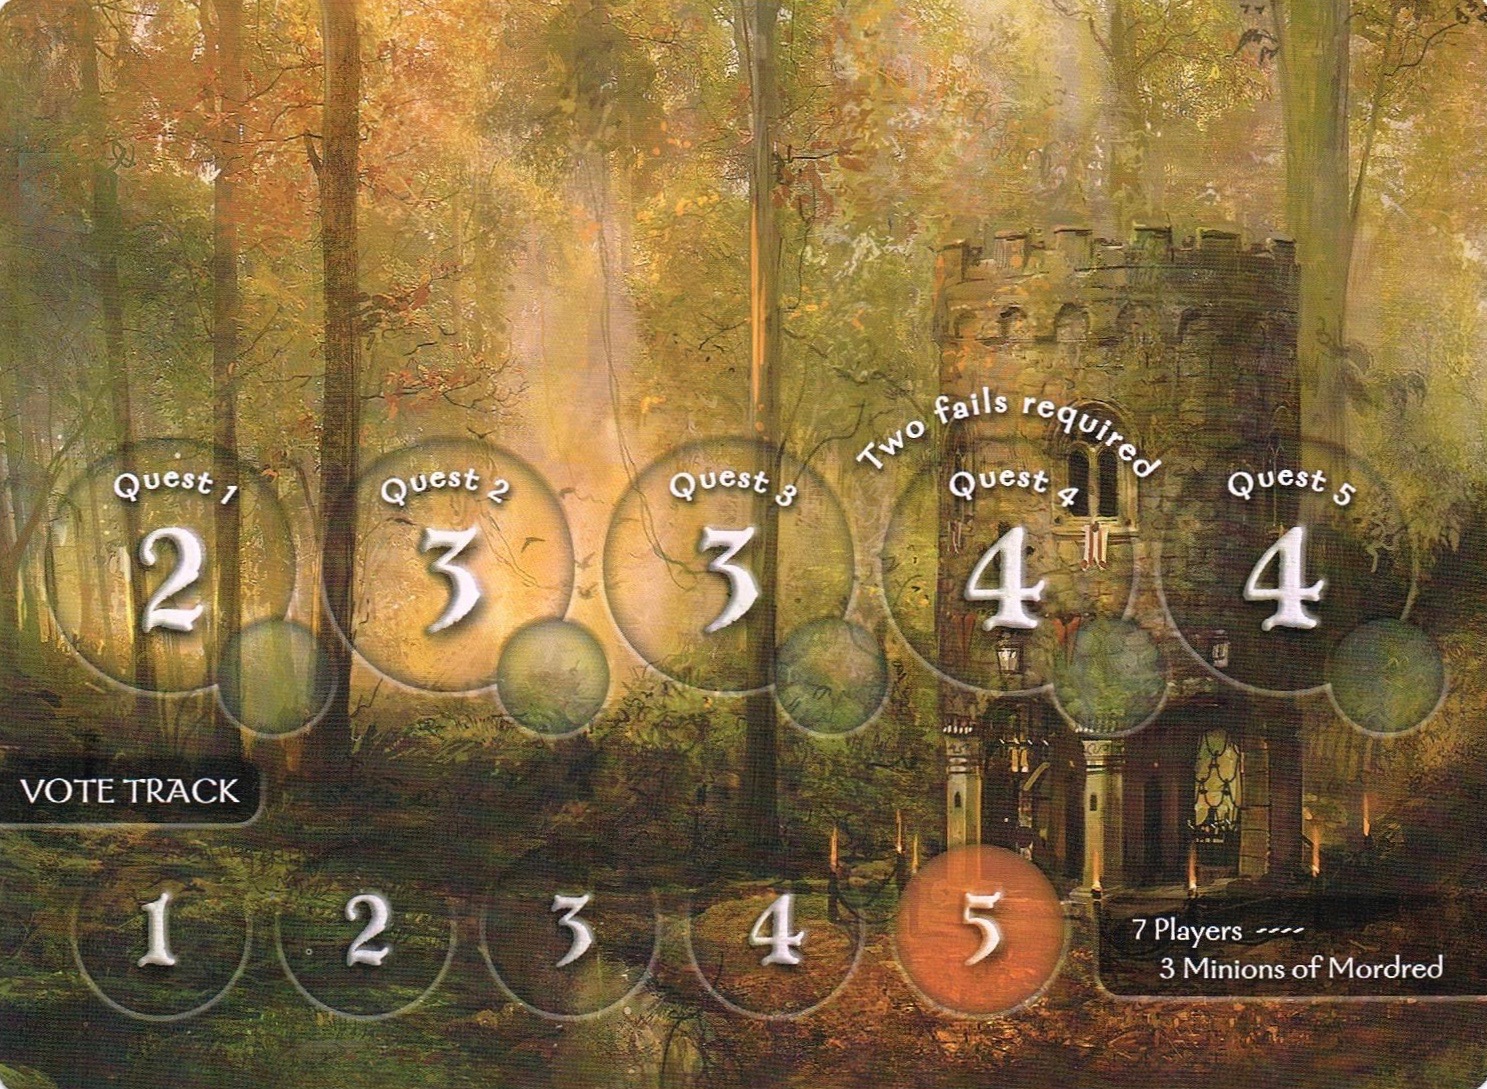 Two fails required
Quest 1
Quest 2
Quest 3
Quest 4
Quest 5
2
3
3
4
4
VOTE TRACK
1
2
3
4
5
7 Players ----
3 Minions of Mordred